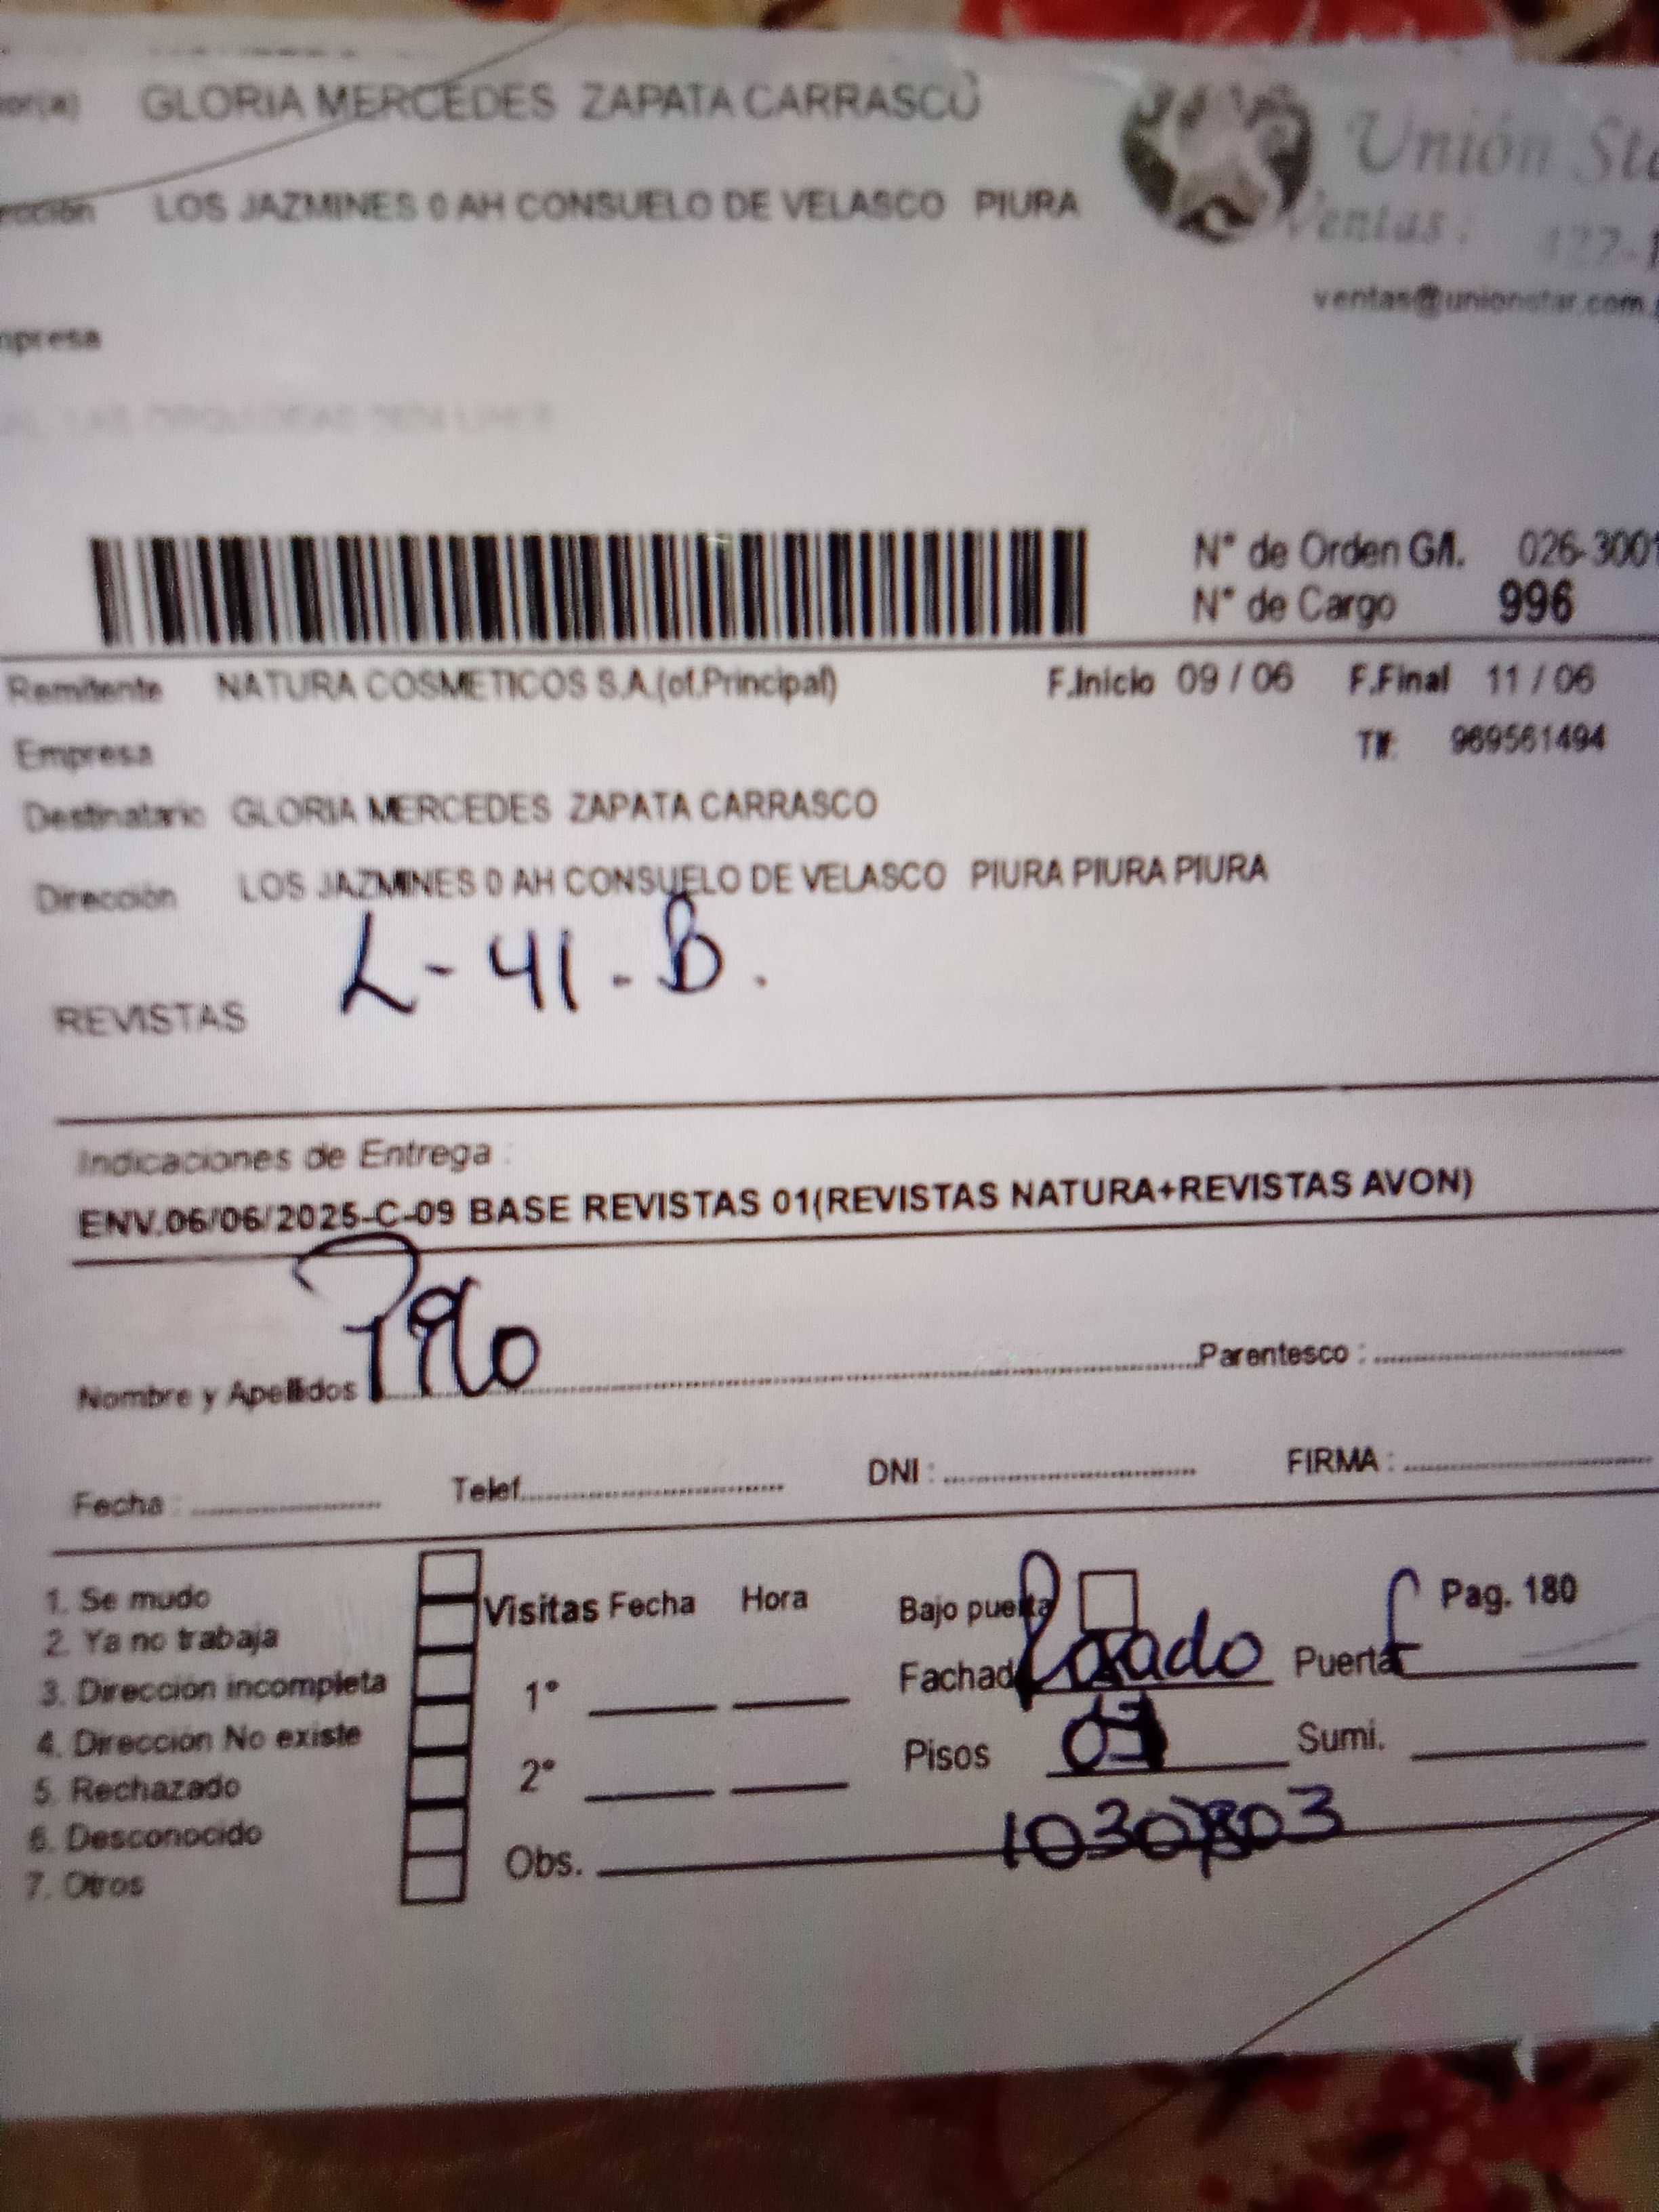 GLORIA MERCEDES ZAPATA CARRASCO
LOS JAZMINES 0 AH CONSUELO DE VELASCO PIURA
Unión
Ventas:
ventas@unionstar.com.
N° de Orden G/I. 026-3001
N° de Cargo 996
Remitente NATURA COSMETICOS S.A.(of.Principal) F.Inicio 09 / 06 F.Final 11 / 06
Empresa Tlf: 969561494
Destinatario GLORIA MERCEDES ZAPATA CARRASCO
Dirección LOS JAZMINES 0 AH CONSUELO DE VELASCO PIURA PIURA PIURA
L - 41 - B.
REVISTAS
Indicaciones de Entrega :
ENV.06/06/2025-C-09 BASE REVISTAS 01(REVISTAS NATURA+REVISTAS AVON)
Nombre y Apellidos Parentesco :
Fecha : Telef. DNI : FIRMA :
1. Se mudo
2. Ya no trabaja
3. Dirección incompleta
4. Dirección No existe
5. Rechazado
6. Desconocido
7. Otros
Visitas Fecha Hora
1°
2°
Obs.
Bajo puerta Pag. 180
Fachada Rosado Puerta
Pisos Sumi.